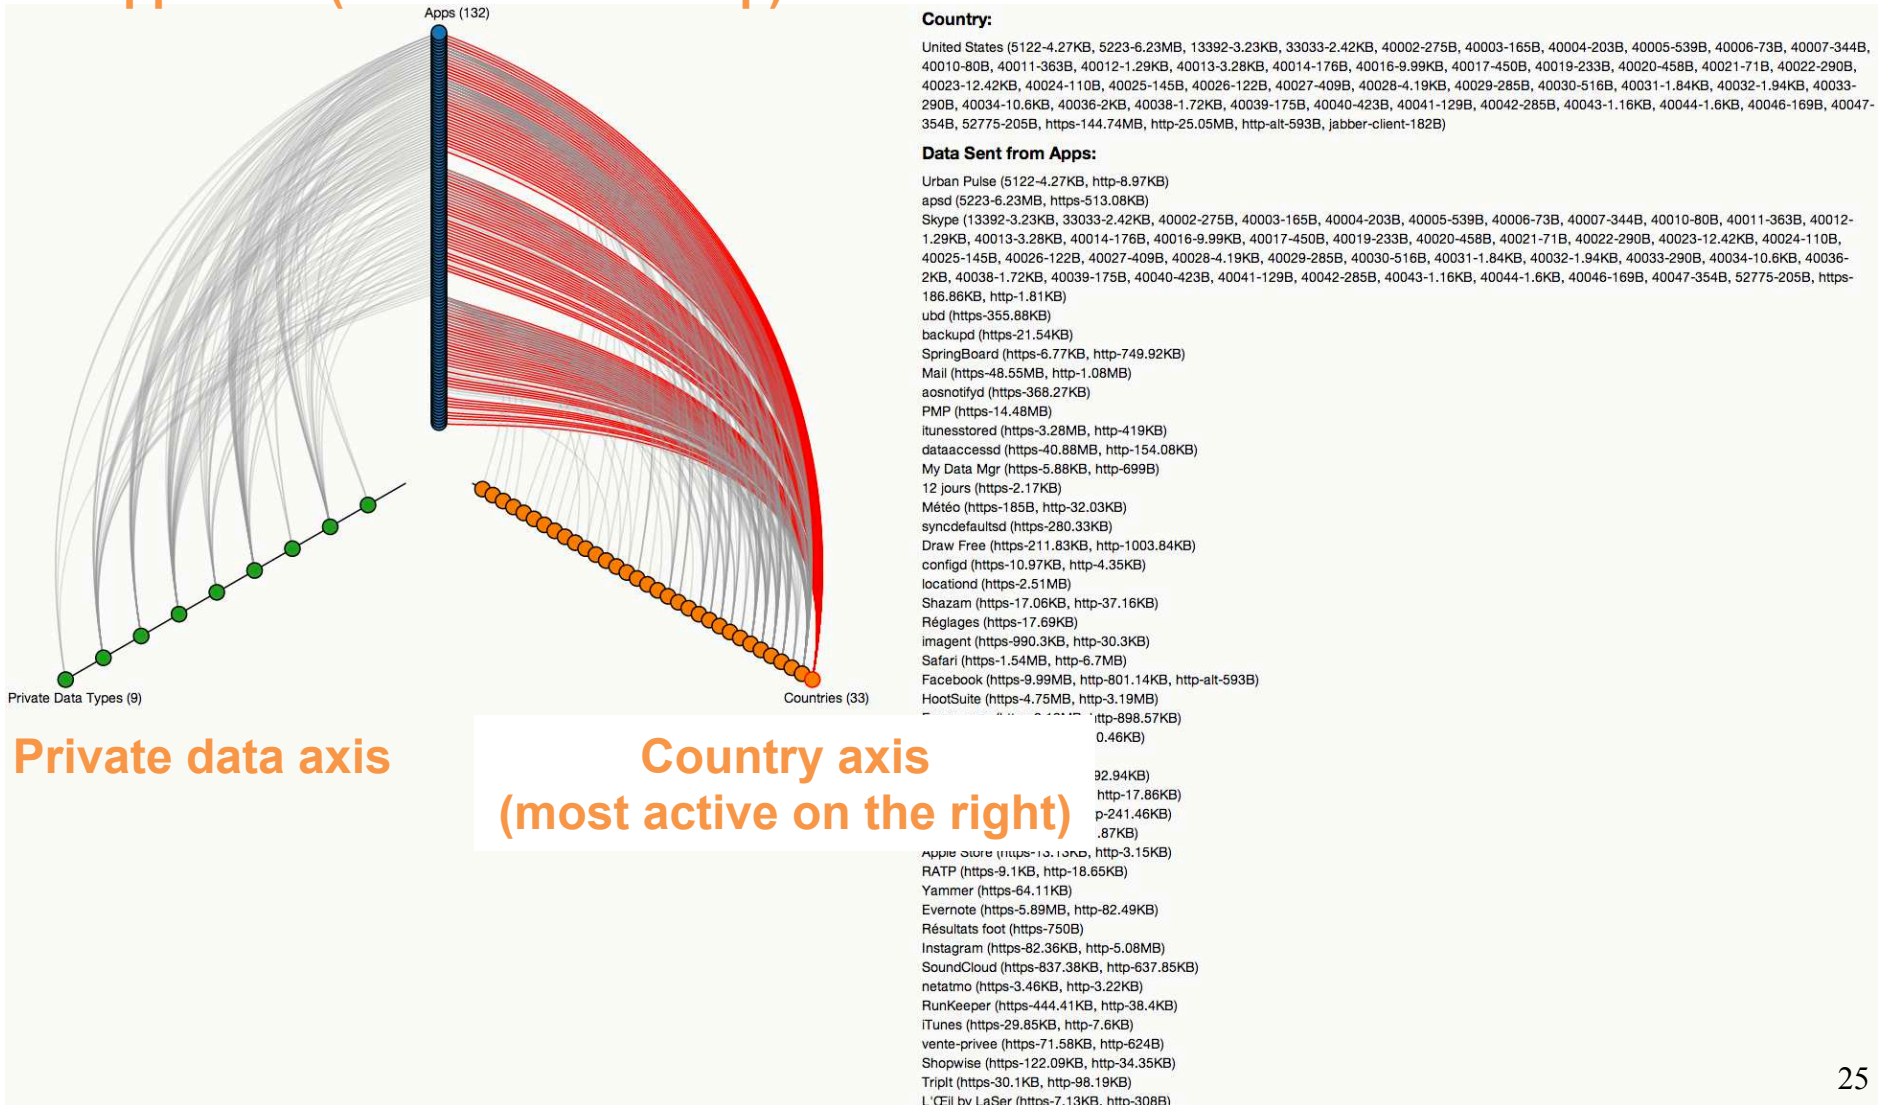 Apps (132)
Private Data Types (9)
Countries (33)
Private data axis
Country axis
(most active on the right)
Country:
United States (5122-4.27KB, 5223-6.23MB, 13392-3.23KB, 33033-2.42KB, 40002-275B, 40003-165B, 40004-203B, 40005-539B, 40006-73B, 40007-344B,
40010-80B, 40011-363B, 40012-1.29KB, 40013-3.28KB, 40014-176B, 40016-9.99KB, 40017-450B, 40019-233B, 40020-458B, 40021-71B, 40022-290B,
40023-12.42KB, 40024-110B, 40025-145B, 40026-122B, 40027-409B, 40028-4.19KB, 40029-285B, 40030-516B, 40031-1.84KB, 40032-1.94KB, 40033-
290B, 40034-10.6KB, 40036-2KB, 40038-1.72KB, 40039-175B, 40040-423B, 40041-129B, 40042-285B, 40043-1.16KB, 40044-1.6KB, 40046-169B, 40047-
354B, 52775-205B, https-144.74MB, http-25.05MB, http-alt-593B, jabber-client-182B)
Data Sent from Apps:
Urban Pulse (5122-4.27KB, http-8.97KB)
apsd (5223-6.23MB, https-513.08KB)
Skype (13392-3.23KB, 33033-2.42KB, 40002-275B, 40003-165B, 40004-203B, 40005-539B, 40006-73B, 40007-344B, 40010-80B, 40011-363B, 40012-
1.29KB, 40013-3.28KB, 40014-176B, 40016-9.99KB, 40017-450B, 40019-233B, 40020-458B, 40021-71B, 40022-290B, 40023-12.42KB, 40024-110B,
40025-145B, 40026-122B, 40027-409B, 40028-4.19KB, 40029-285B, 40030-516B, 40031-1.84KB, 40032-1.94KB, 40033-290B, 40034-10.6KB, 40036-
2KB, 40038-1.72KB, 40039-175B, 40040-423B, 40041-129B, 40042-285B, 40043-1.16KB, 40044-1.6KB, 40046-169B, 40047-354B, 52775-205B, https-
186.86KB, http-1.81KB)
ubd (https-355.88KB)
backupd (https-21.54KB)
SpringBoard (https-6.77KB, http-749.92KB)
Mail (https-48.55MB, http-1.08MB)
aosnotifyd (https-368.27KB)
PMP (https-14.48MB)
itunesstored (https-3.28MB, http-419KB)
dataaccessd (https-40.88MB, http-154.08KB)
My Data Mgr (https-5.88KB, http-699B)
12 jours (https-2.17KB)
Météo (https-185B, http-32.03KB)
syncdefaultsd (https-280.33KB)
Draw Free (https-211.83KB, http-1003.84KB)
configd (https-10.97KB, http-4.35KB)
locationd (https-2.51MB)
Shazam (https-17.06KB, http-37.16KB)
Réglages (https-17.69KB)
imagent (https-990.3KB, http-30.3KB)
Safari (https-1.54MB, http-6.7MB)
Facebook (https-9.99MB, http-801.14KB, http-alt-593B)
HootSuite (https-4.75MB, http-3.19MB)
http-898.57KB)
0.46KB)
92.94KB)
http-17.86KB)
p-241.46KB)
.87KB)
Apple Store (https-13.13KB, http-3.15KB)
RATP (https-9.1KB, http-18.65KB)
Yammer (https-64.11KB)
Evernote (https-5.89MB, http-82.49KB)
Résultats foot (https-750B)
Instagram (https-82.36KB, http-5.08MB)
SoundCloud (https-837.38KB, http-637.85KB)
netatmo (https-3.46KB, http-3.22KB)
RunKeeper (https-444.41KB, http-38.4KB)
iTunes (https-29.85KB, http-7.6KB)
vente-privee (https-71.58KB, http-624B)
Shopwise (https-122.09KB, http-34.35KB)
TripIt (https-30.1KB, http-98.19KB)
L'Œil by LaSer (https-7.13KB, http-308B)
25